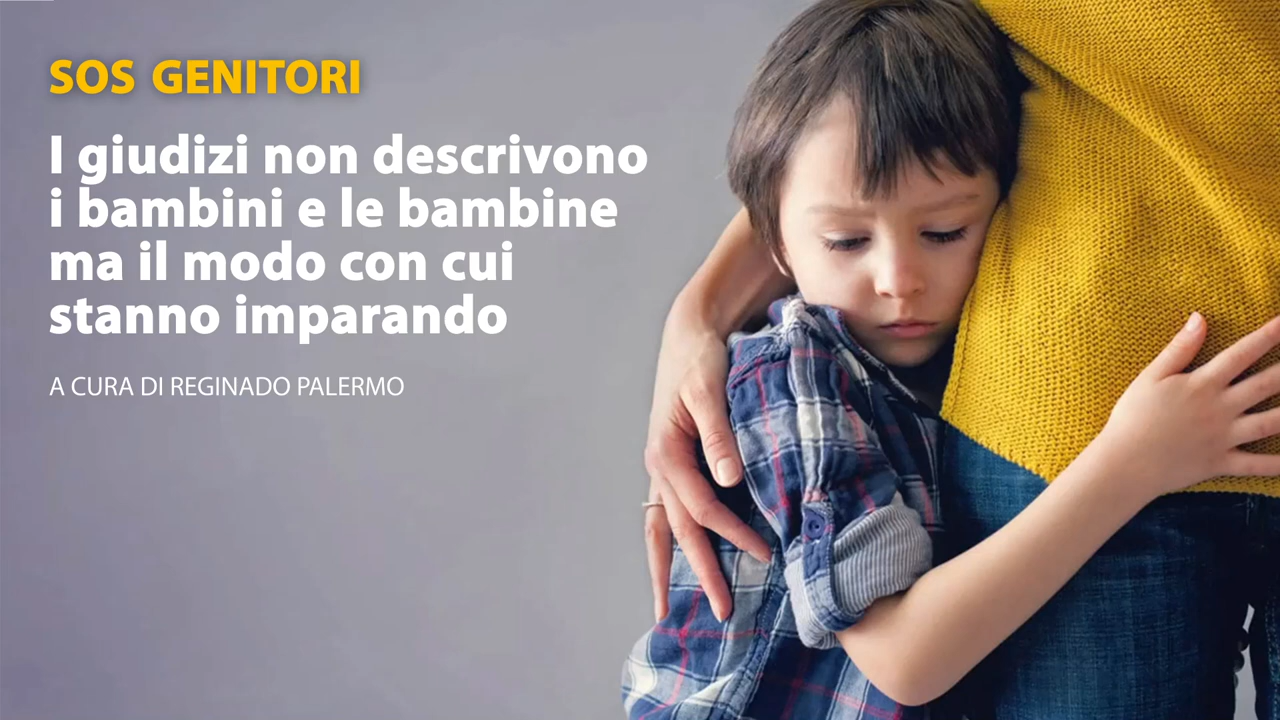 SOS GENITORI
I giudizi non descrivono
i bambini e le bambine
ma il modo con cui
stanno imparando
A CURA DI REGINADO PALERMO